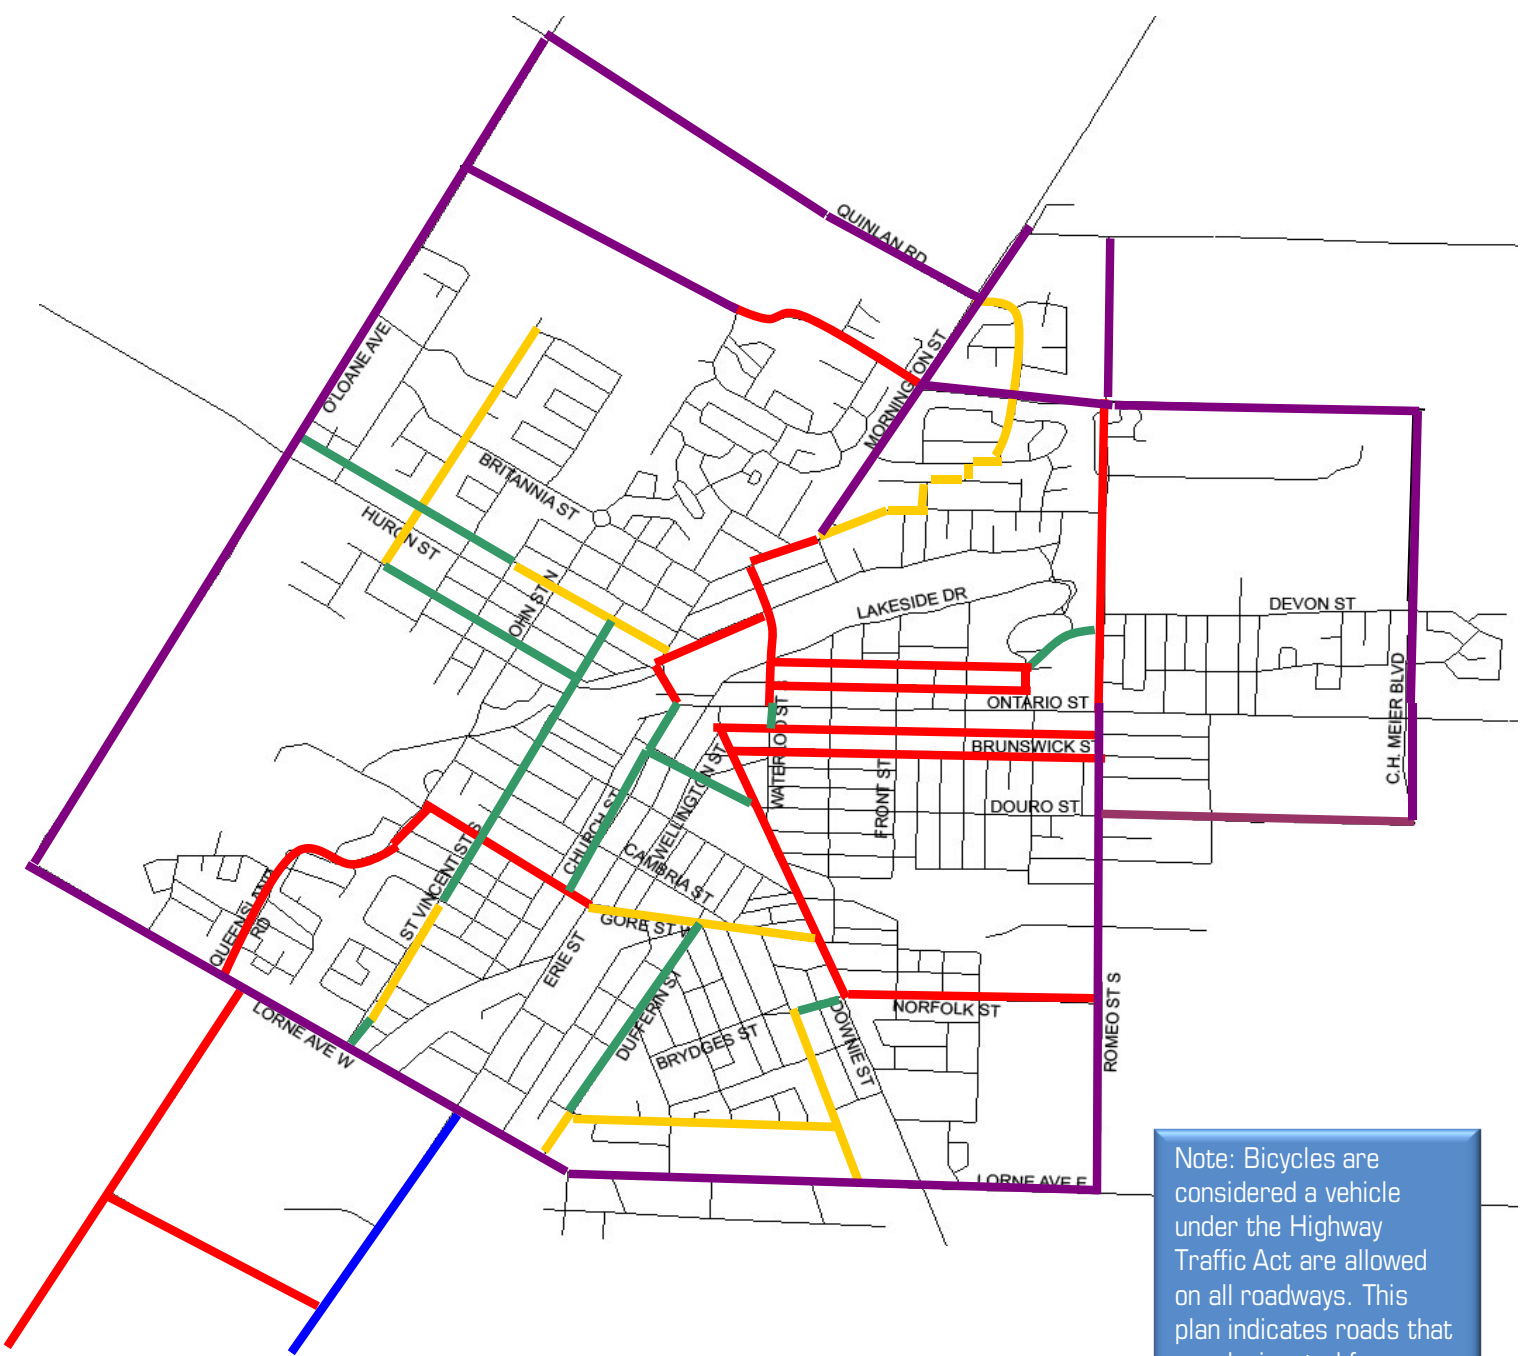 QUINLAN RD
O'LOANE AVE
MORNINGTON ST
BRITANNIA ST
HURON ST
OHN ST N
LAKESIDE DR
DEVON ST
ONTARIO ST
BRUNSWICK ST
C.H. MEIER BLVD
WATERLOO ST S
WELLINGTON ST
FRONT ST
DOURO ST
CHURCH ST
CAMBRIA ST
ST VINCENT ST S
QUEENSLAND
RD
GORE ST W
ERIE ST
DUFFERIN ST
NORFOLK ST
BRYDGES ST
DOWNIE ST
ROMEO ST S
LORNE AVE W
LORNE AVE E
Note: Bicycles are
considered a vehicle
under the Highway
Traffic Act are allowed
on all roadways. This
plan indicates roads that